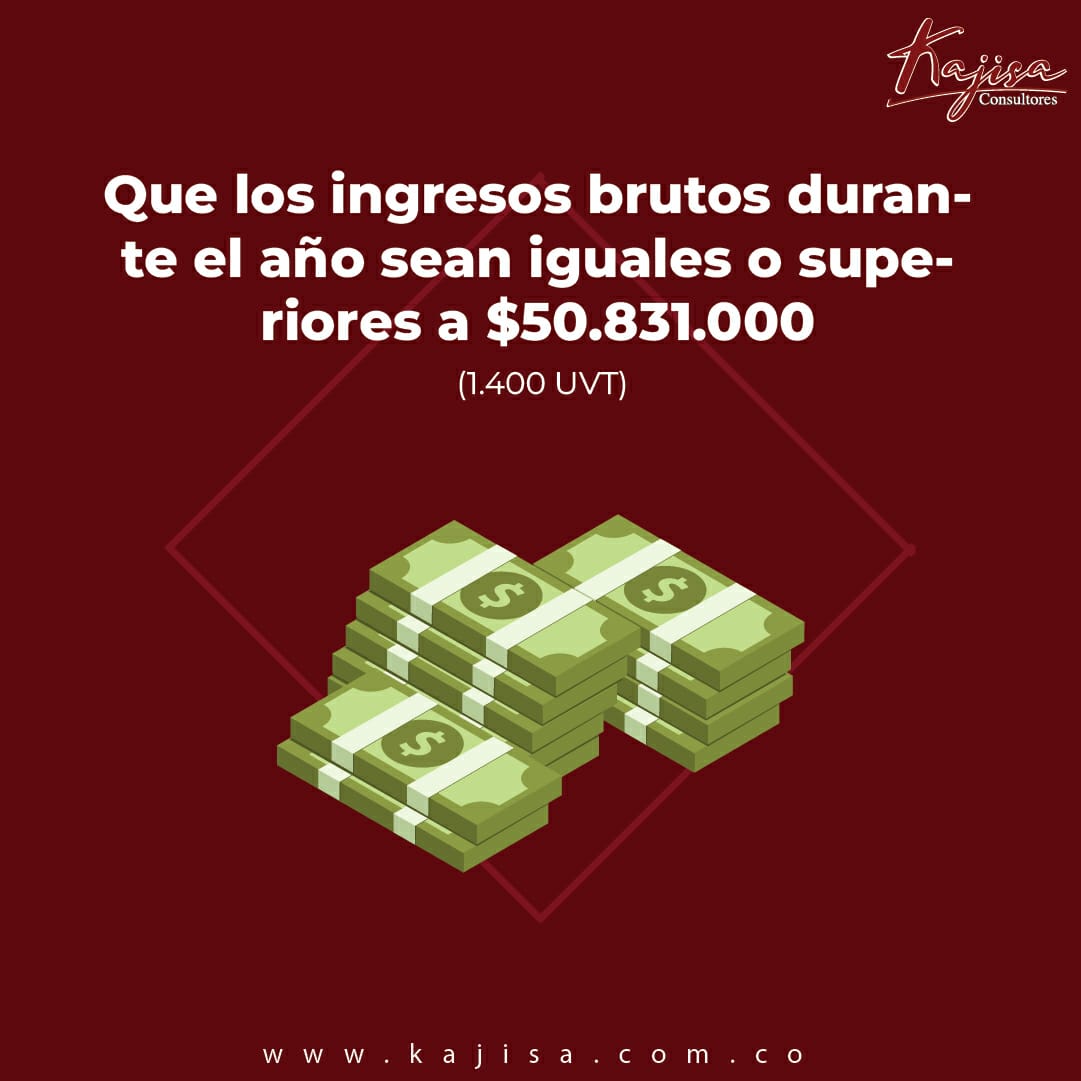 Kajisa
Consultores
Que los ingresos brutos duran-
te el año sean iguales o supe-
riores a $50.831.000
(1.400 UVT)
$
$
$
www.kajisa.com.co